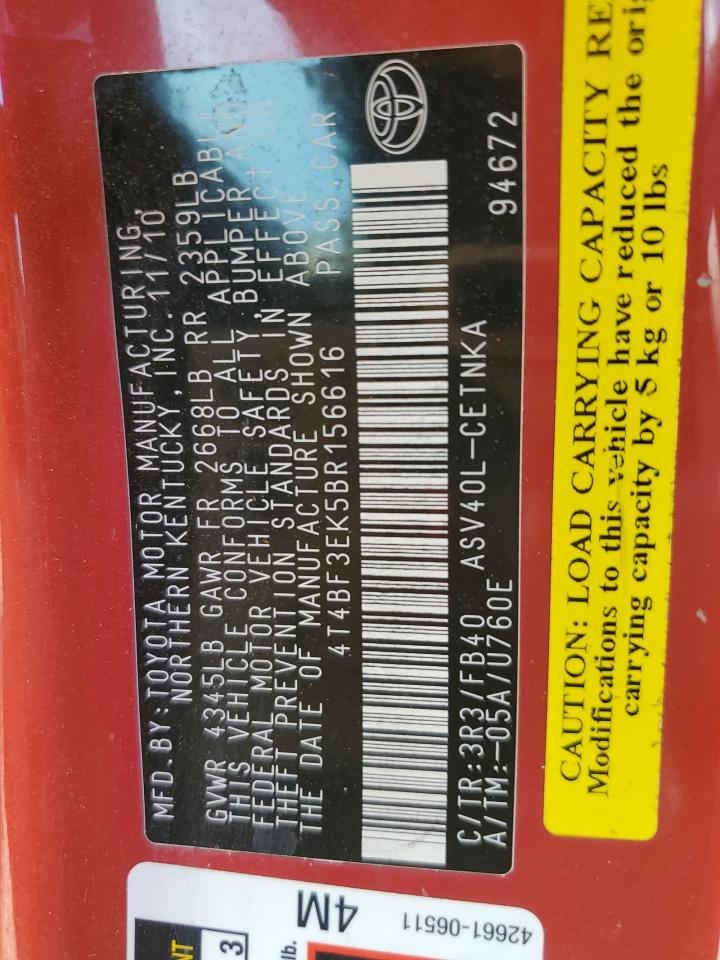 MFD.BY:TOYOTA MOTOR MANUFACTURING,
NORTHERN KENTUCKY, INC. 11/10
GVWR 4345LB GAWR FR 2668LB RR 2359LB
THIS VEHICLE CONFORMS TO ALL APPLICABLE
FEDERAL MOTOR VEHICLE SAFETY, BUMPER, AND
THEFT PREVENTION STANDARDS IN EFFECT ON
THE DATE OF MANUFACTURE SHOWN ABOVE.
4T4BF3EK5BR156616 PASS.CAR
C/TR:3R3/FB40 ASV40L-CETNKA 94672
A/TM:-05A/U760E
CAUTION: LOAD CARRYING CAPACITY RE
Modifications to this vehicle have reduced the orig
carrying capacity by 5 kg or 10 lbs
4M
42661-06511
NT
3
lb.